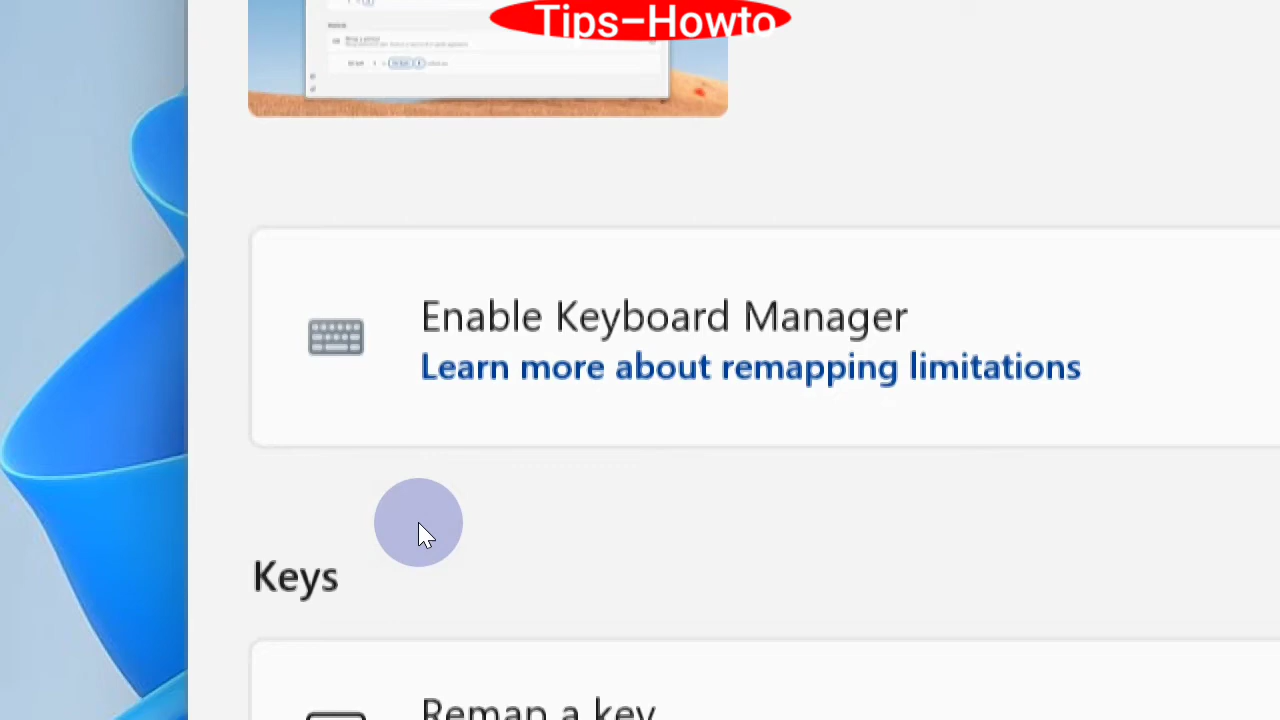 Tips-Howto
Enable Keyboard Manager
Learn more about remapping limitations
Keys
Remap a key